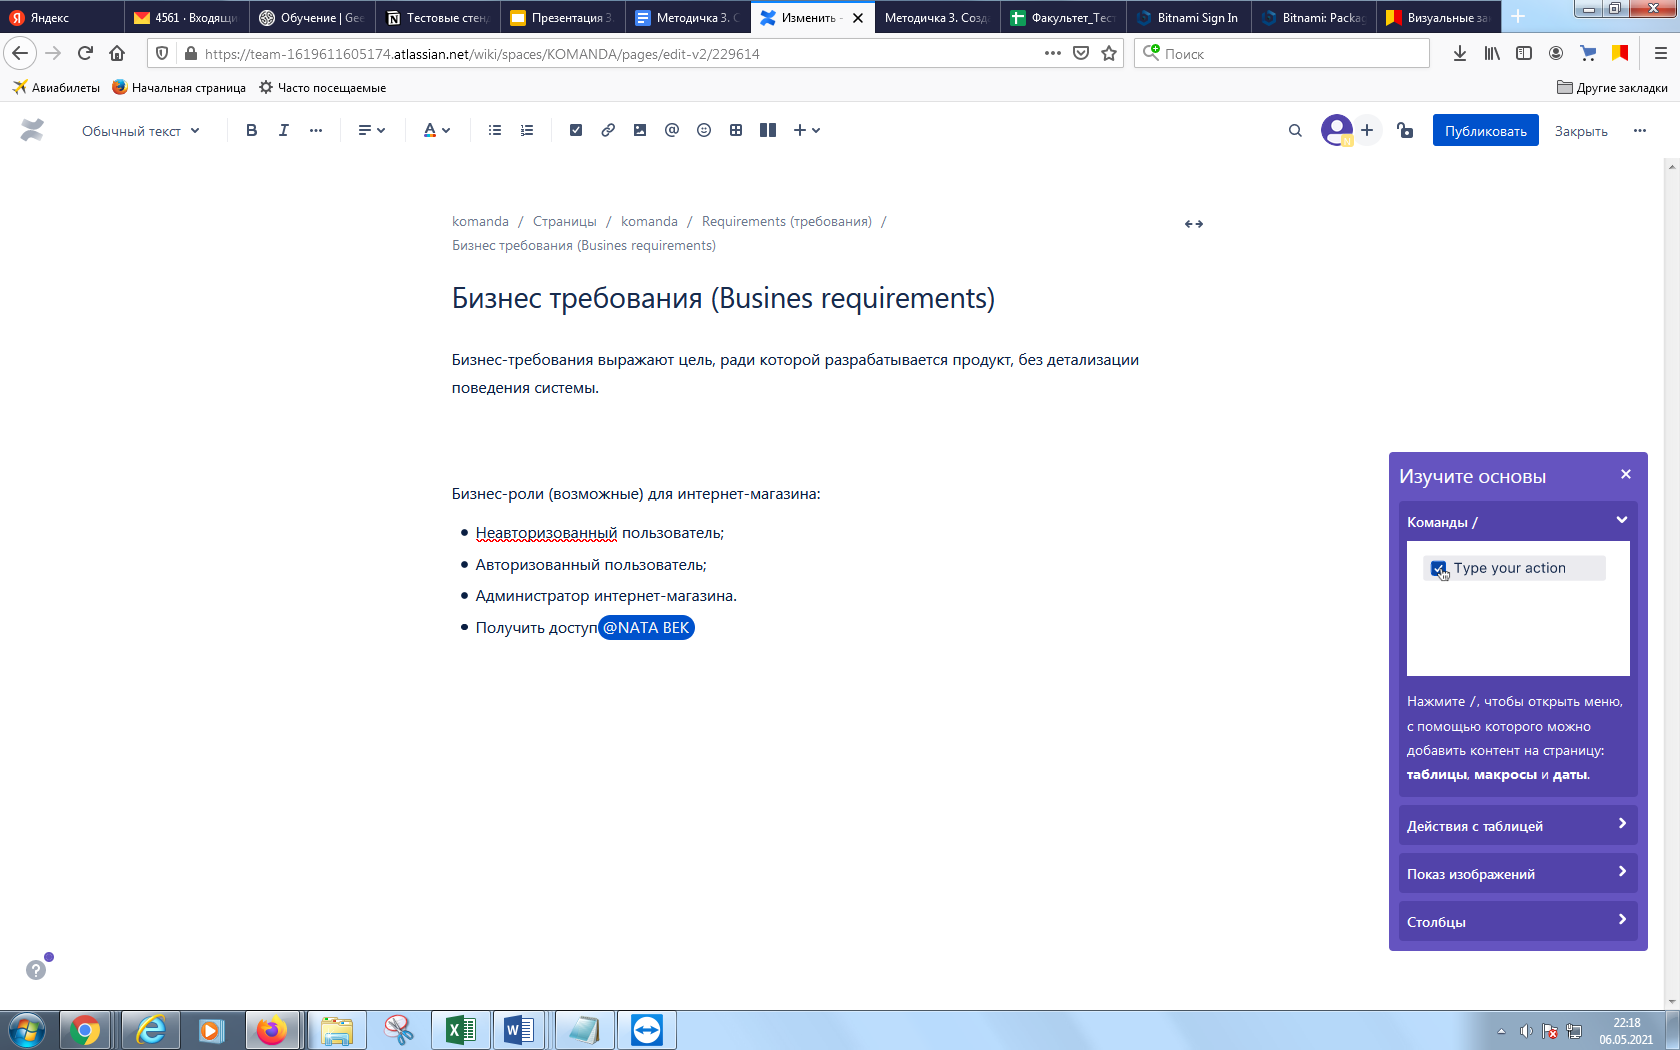 Яндекс
4561 · Входящи
Обучение | Gee
Тестовые стен
Презентация 3.
Методичка 3. С
Изменить -
Методичка 3. Созд
Факультет_Тест
Bitnami Sign In
Bitnami: Packag
Визуальные за
https://team-1619611605174.atlassian.net/wiki/spaces/KOMANDA/pages/edit-v2/229614
Поиск
Авиабилеты
Начальная страница
Часто посещаемые
Другие закладки
Обычный текст
B
I
A
@
N
Публиковать
Закрыть
komanda / Страницы / komanda / Requirements (требования) /
Бизнес требования (Busines requirements)
Бизнес требования (Busines requirements)
Бизнес-требования выражают цель, ради которой разрабатывается продукт, без детализации
поведения системы.
Бизнес-роли (возможные) для интернет-магазина:
Неавторизованный пользователь;
Авторизованный пользователь;
Администратор интернет-магазина.
Получить доступ@NATA BEK
Изучите основы
Команды /
Type your action
Нажмите /, чтобы открыть меню,
с помощью которого можно
добавить контент на страницу:
таблицы, макросы и даты.
Действия с таблицей
Показ изображений
Столбцы
22:18
06.05.2021